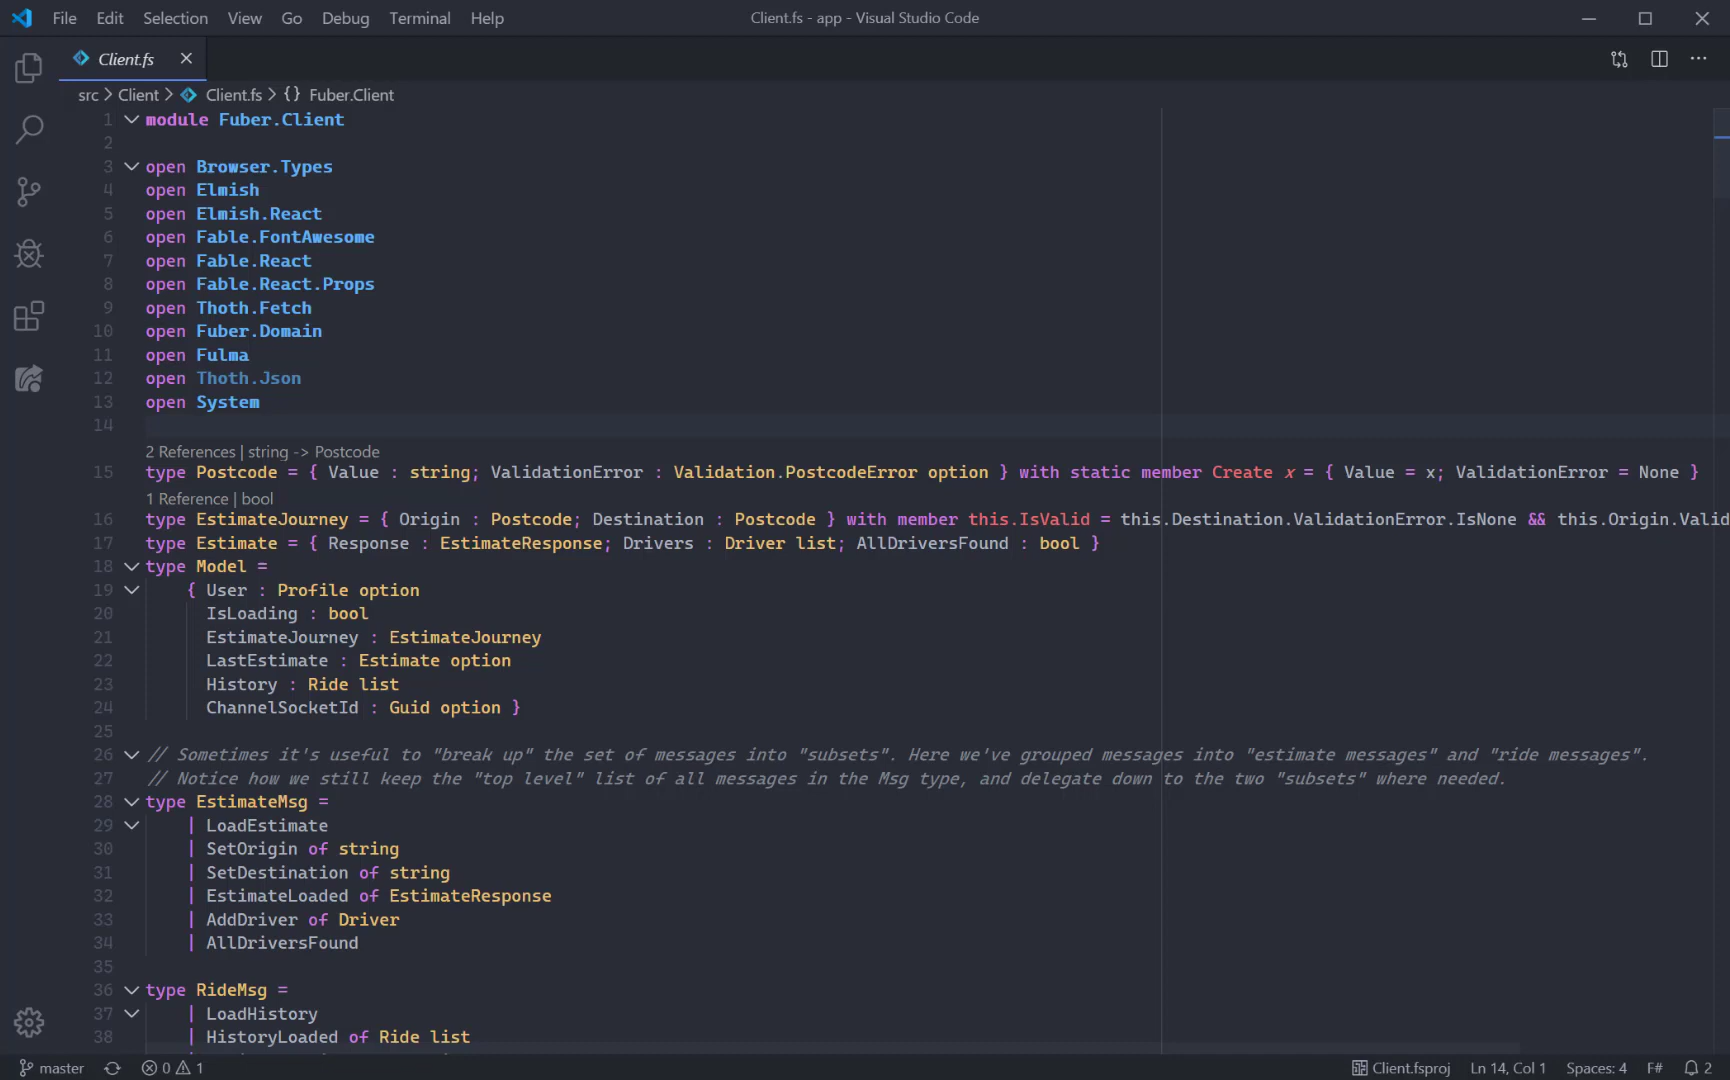 File Edit Selection View Go Debug Terminal Help Client.fs - app - Visual Studio Code
Client.fs
src > Client > Client.fs > {} Fuber.Client
1 module Fuber.Client
2
3 open Browser.Types
4 open Elmish
5 open Elmish.React
6 open Fable.FontAwesome
7 open Fable.React
8 open Fable.React.Props
9 open Thoth.Fetch
10 open Fuber.Domain
11 open Fulma
12 open Thoth.Json
13 open System
14
2 References | string -> Postcode
15 type Postcode = { Value : string; ValidationError : Validation.PostcodeError option } with static member Create x = { Value = x; ValidationError = None }
1 Reference | bool
16 type EstimateJourney = { Origin : Postcode; Destination : Postcode } with member this.IsValid = this.Destination.ValidationError.IsNone && this.Origin.Valid
17 type Estimate = { Response : EstimateResponse; Drivers : Driver list; AllDriversFound : bool }
18 type Model =
19 { User : Profile option
20 IsLoading : bool
21 EstimateJourney : EstimateJourney
22 LastEstimate : Estimate option
23 History : Ride list
24 ChannelSocketId : Guid option }
25
26 // Sometimes it's useful to "break up" the set of messages into "subsets". Here we've grouped messages into "estimate messages" and "ride messages".
27 // Notice how we still keep the "top level" list of all messages in the Msg type, and delegate down to the two "subsets" where needed.
28 type EstimateMsg =
29 | LoadEstimate
30 | SetOrigin of string
31 | SetDestination of string
32 | EstimateLoaded of EstimateResponse
33 | AddDriver of Driver
34 | AllDriversFound
35
36 type RideMsg =
37 | LoadHistory
38 | HistoryLoaded of Ride list
master 0 1 Client.fsproj Ln 14, Col 1 Spaces: 4 F# 2